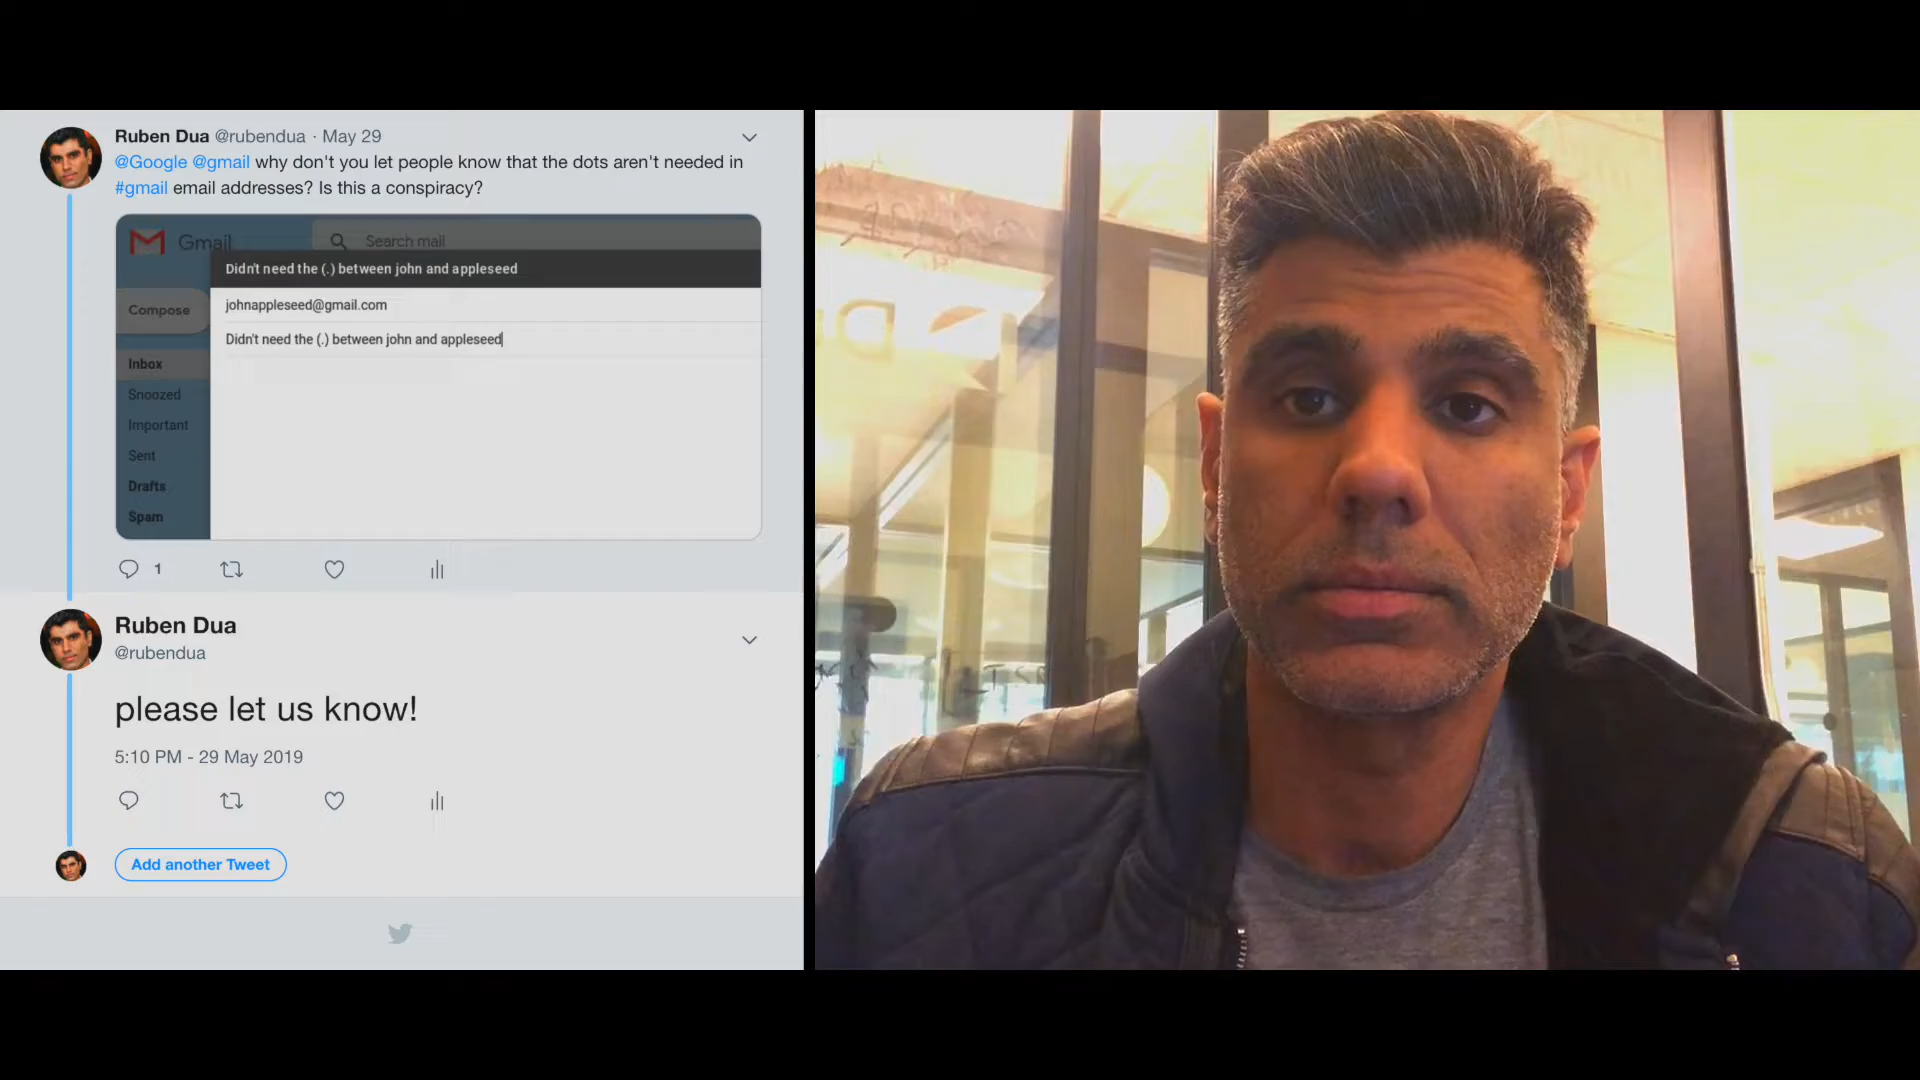 Ruben Dua @rubendua · May 29
@Google @gmail why don't you let people know that the dots aren't needed in
#gmail email addresses? Is this a conspiracy?
Gmail
Search mail
Didn't need the (.) between john and appleseed
Compose
johnappleseed@gmail.com
Didn't need the (.) between john and appleseed
Inbox
Snoozed
Important
Sent
Drafts
Spam
1
Ruben Dua
@rubendua
please let us know!
5:10 PM - 29 May 2019
Add another Tweet